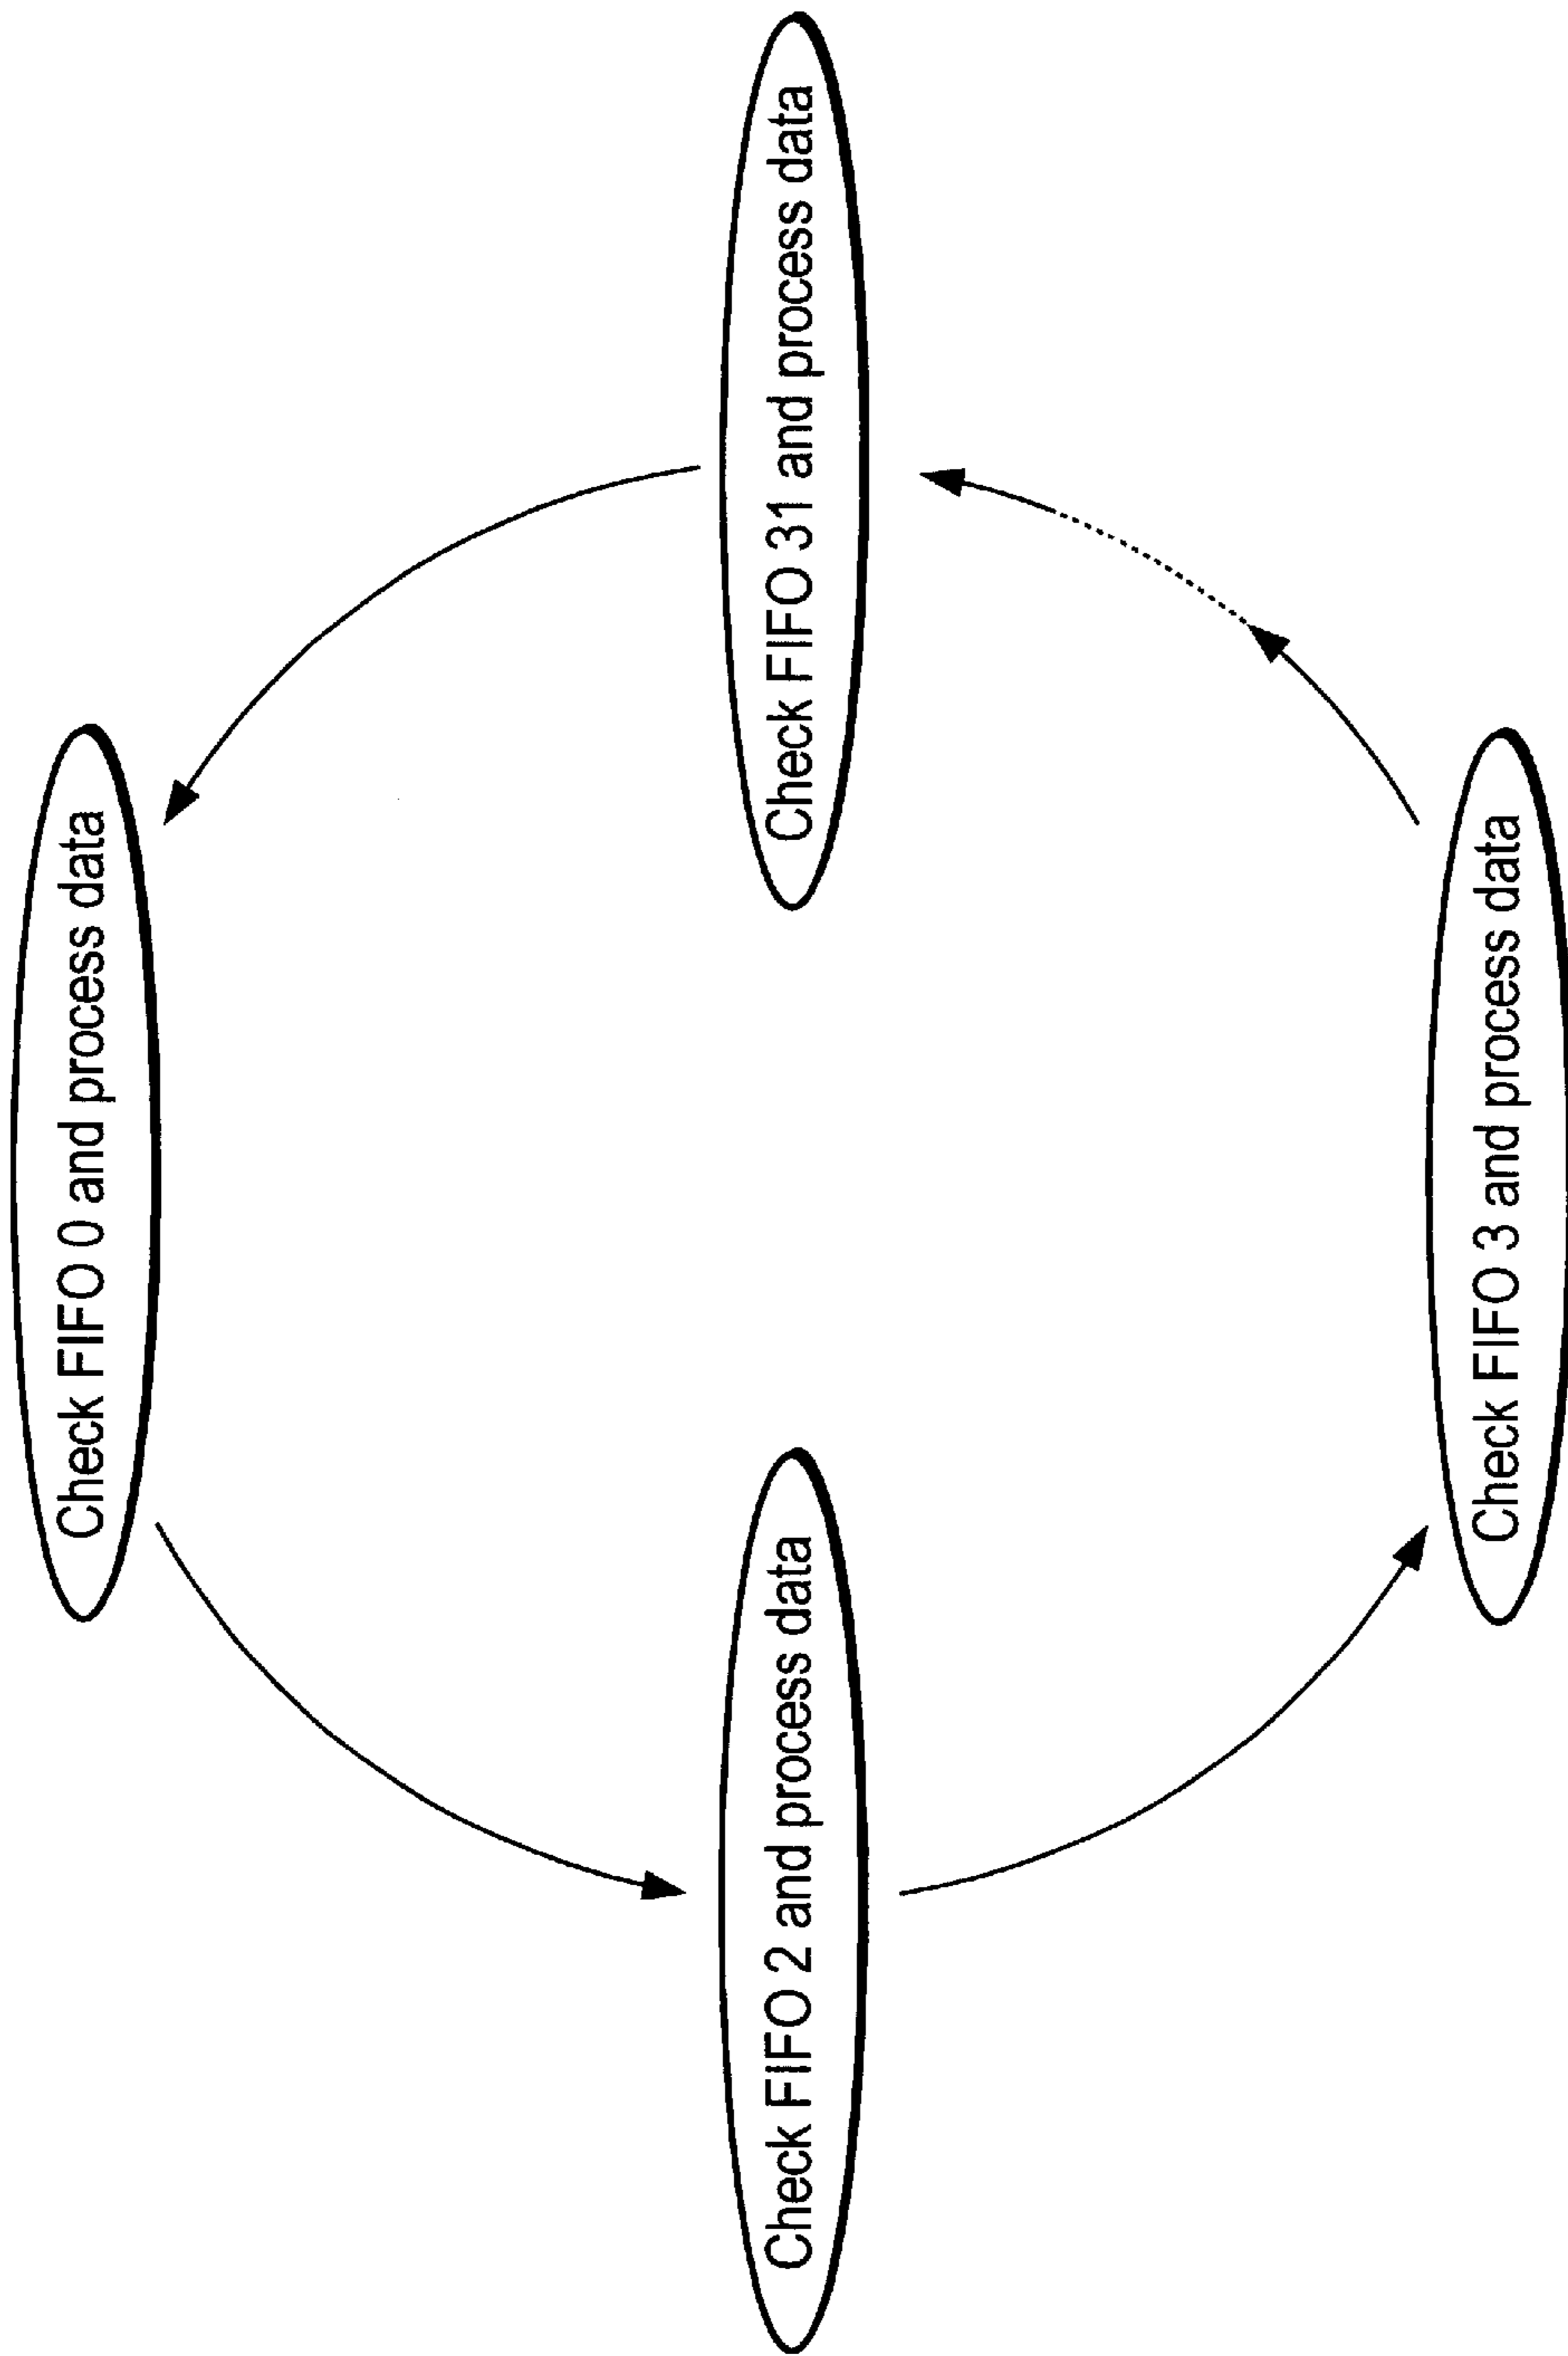 Check FIFO 0 and process data
Check FIFO 2 and process data
Check FIFO 31 and process data
Check FIFO 3 and process data